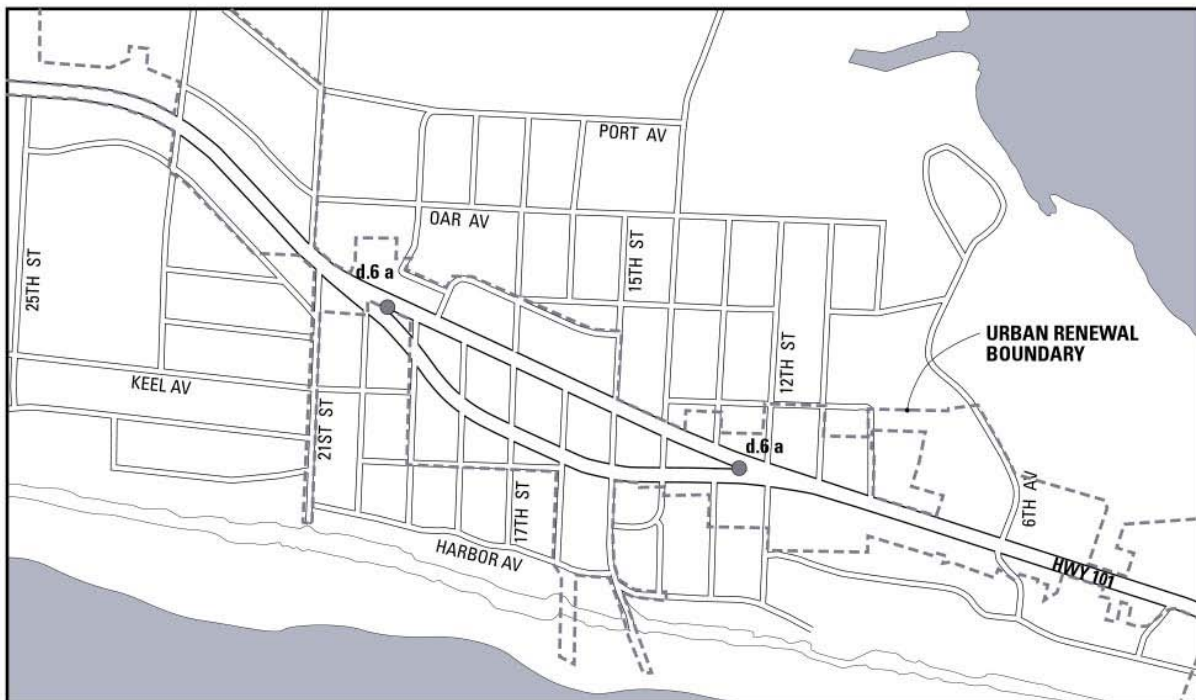 PORT AV
OAR AV
d.6 a
15TH ST
25TH ST
12TH ST
URBAN RENEWAL
BOUNDARY
KEEL AV
21ST ST
d.6 a
17TH ST
6TH AV
HARBOR AV
HWY 101